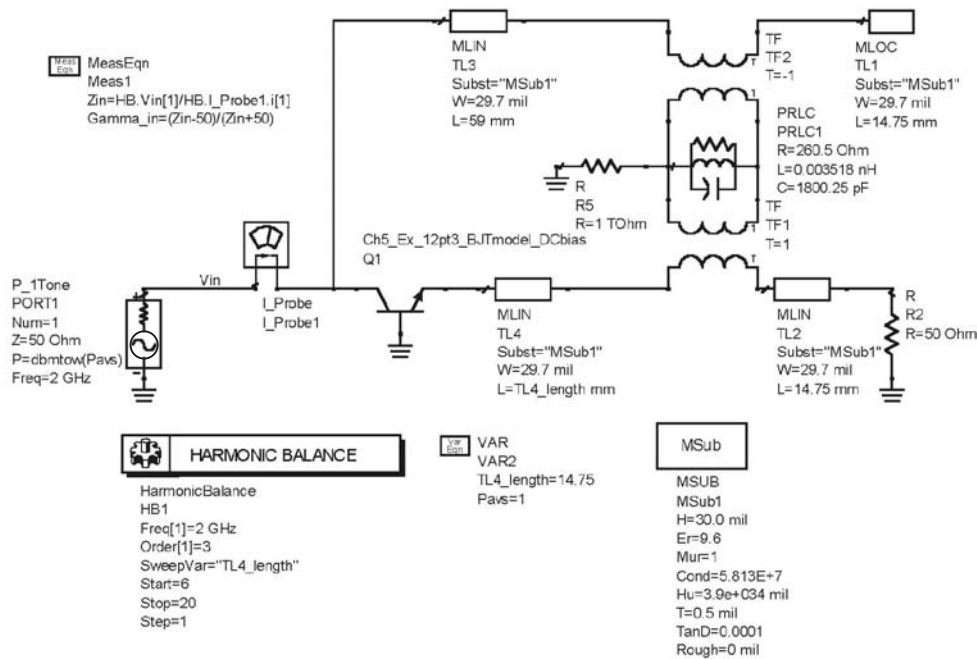 Meas
Eqn
MeasEqn
Meas1
Zin=HB.Vin[1]/HB.I_Probe1.i[1]
Gamma_in=(Zin-50)/(Zin+50)
MLIN
TL3
Subst="MSub1"
W=29.7 mil
L=59 mm
TF
TF2
T=-1
MLOC
TL1
Subst="MSub1"
W=29.7 mil
L=14.75 mm
T
T
PRLC
PRLC1
R=260.5 Ohm
L=0.003518 nH
C=1800.25 pF
R
R5
R=1 TOhm
TF
TF1
T=1
T
T
P_1Tone
PORT1
Num=1
Z=50 Ohm
P=dbmtow(Pavs)
Freq=2 GHz
Vin
I_Probe
I_Probe1
Ch5_Ex_12pt3_BJTmodel_DCbias
Q1
MLIN
TL4
Subst="MSub1"
W=29.7 mil
L=TL4_length mm
MLIN
TL2
Subst="MSub1"
W=29.7 mil
L=14.75 mm
R
R2
R=50 Ohm
HARMONIC BALANCE
HarmonicBalance
HB1
Freq[1]=2 GHz
Order[1]=3
SweepVar="TL4_length"
Start=6
Stop=20
Step=1
Var
Eqn
VAR
VAR2
TL4_length=14.75
Pavs=1
MSub
MSUB
MSub1
H=30.0 mil
Er=9.6
Mur=1
Cond=5.813E+7
Hu=3.9e+034 mil
T=0.5 mil
TanD=0.0001
Rough=0 mil